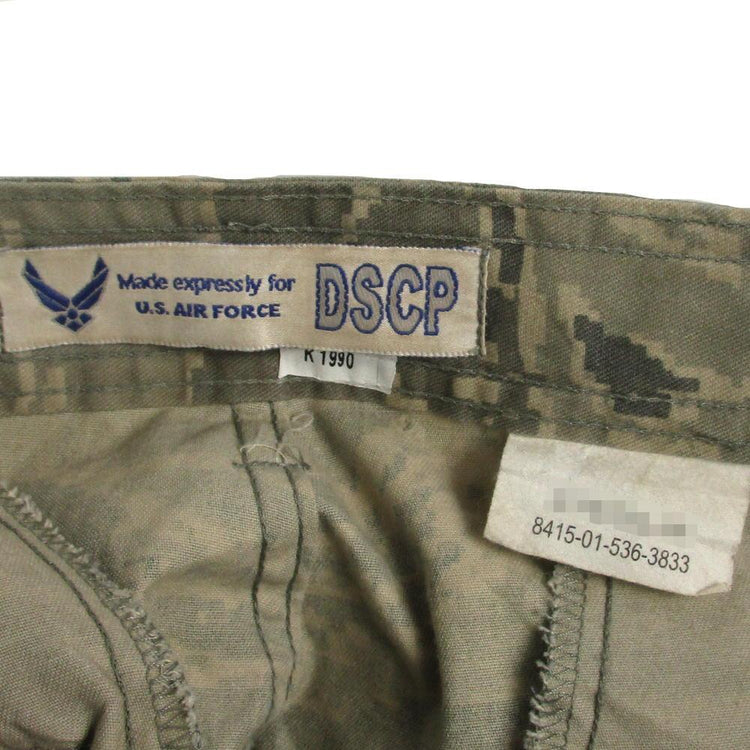 Made expressly for
U.S. AIR FORCE
DSCP
K 1990
8415-01-536-3833